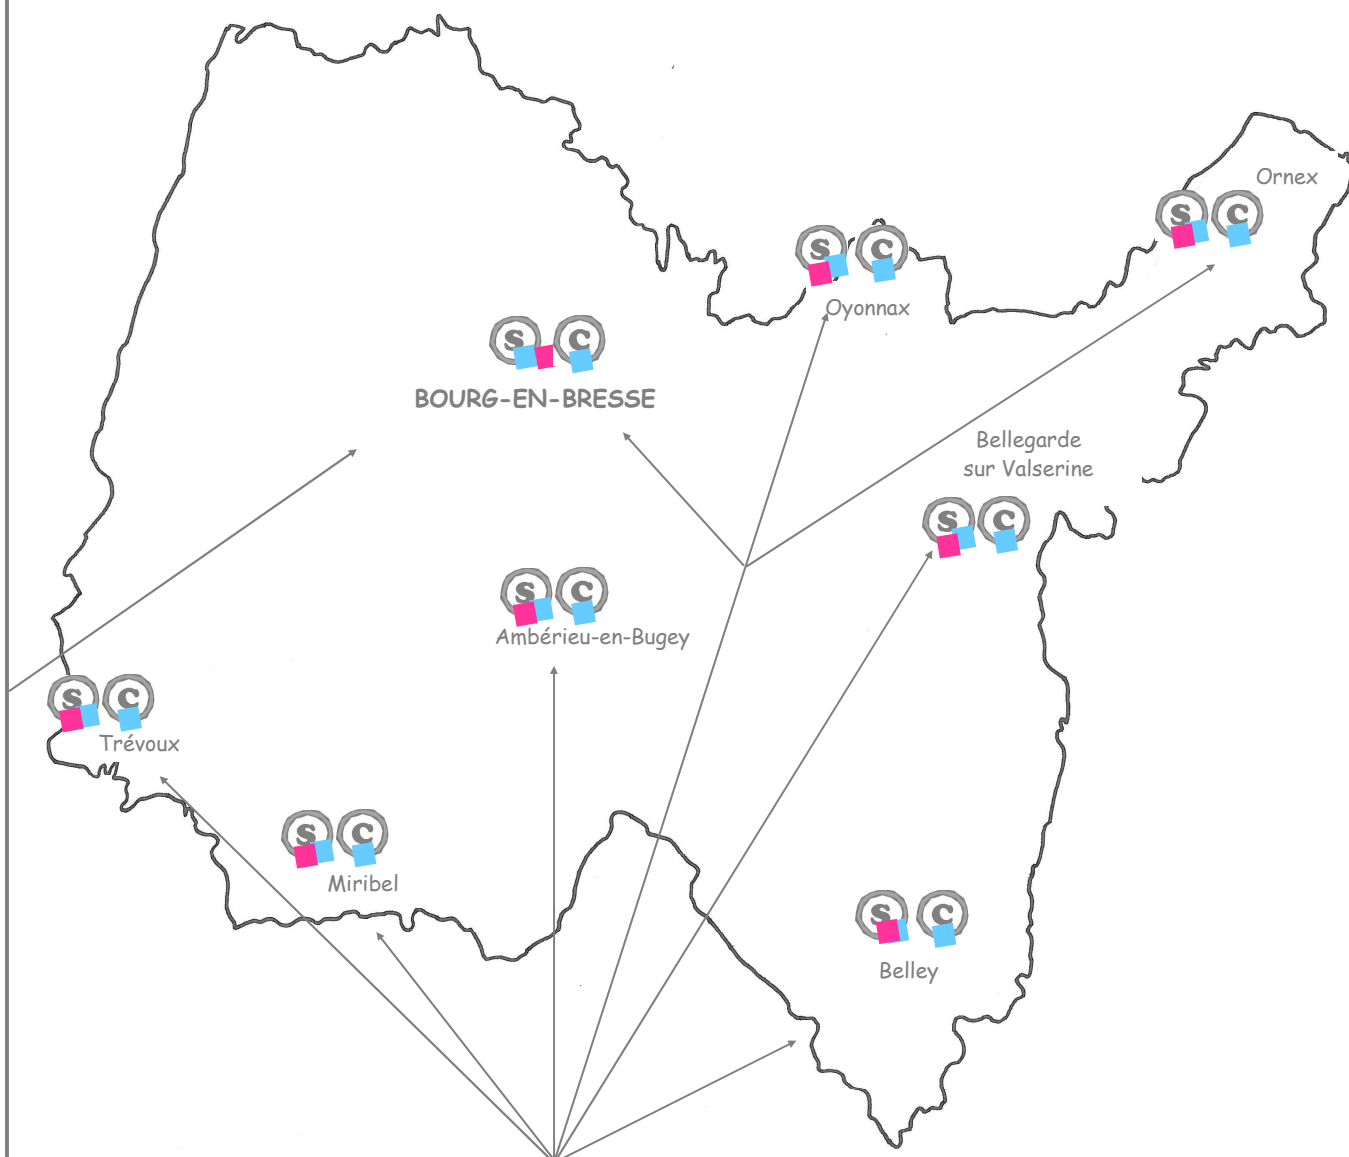 Ornex
S C
S C
Oyonnax
S C
BOURG-EN-BRESSE
Bellegarde
sur Valserine
S C
S C
Ambérieu-en-Bugey
S C
Trévoux
S C
Miribel
S C
Belley